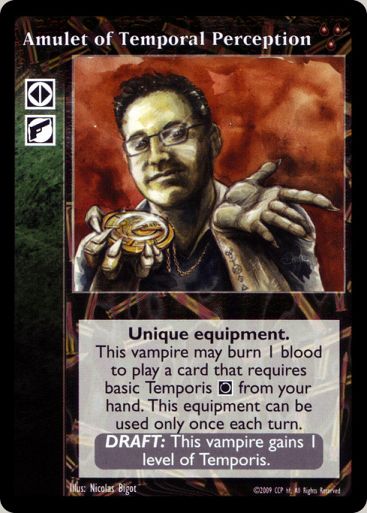 Amulet of Temporal Perception
Unique equipment.
This vampire may burn 1 blood
to play a card that requires
basic Temporis from your
hand. This equipment can be
used only once each turn.
DRAFT: This vampire gains 1
level of Temporis.
Illus: Nicolas Bigot
©2009 CCP hf. All Rights Reserved